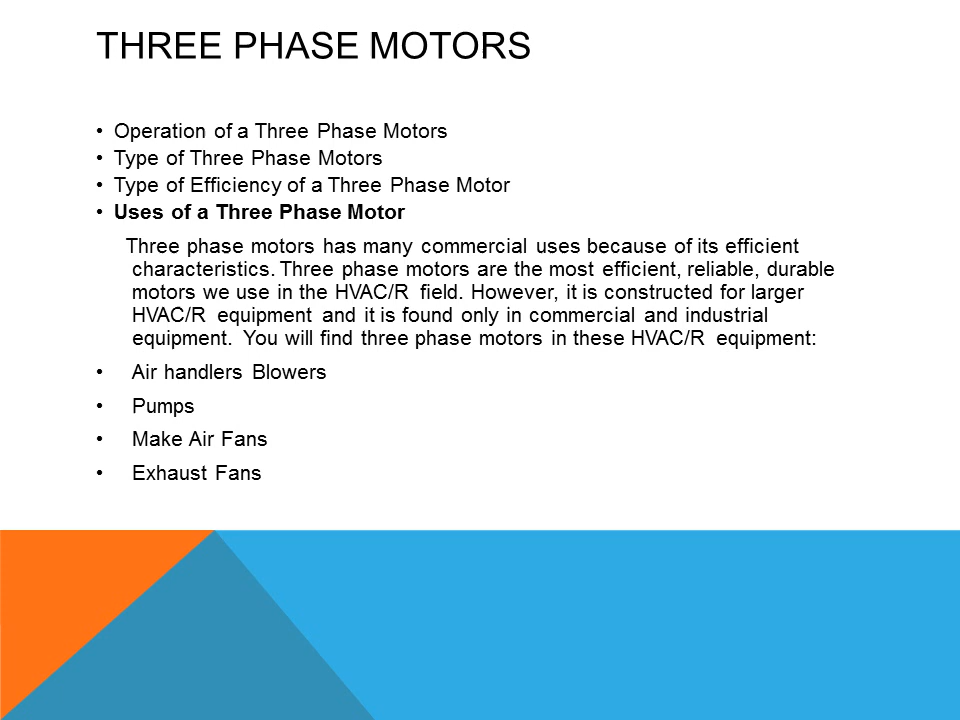 THREE PHASE MOTORS
• Operation of a Three Phase Motors
• Type of Three Phase Motors
• Type of Efficiency of a Three Phase Motor
• Uses of a Three Phase Motor
Three phase motors has many commercial uses because of its efficient
characteristics. Three phase motors are the most efficient, reliable, durable
motors we use in the HVAC/R field. However, it is constructed for larger
HVAC/R equipment and it is found only in commercial and industrial
equipment. You will find three phase motors in these HVAC/R equipment:
• Air handlers Blowers
• Pumps
• Make Air Fans
• Exhaust Fans